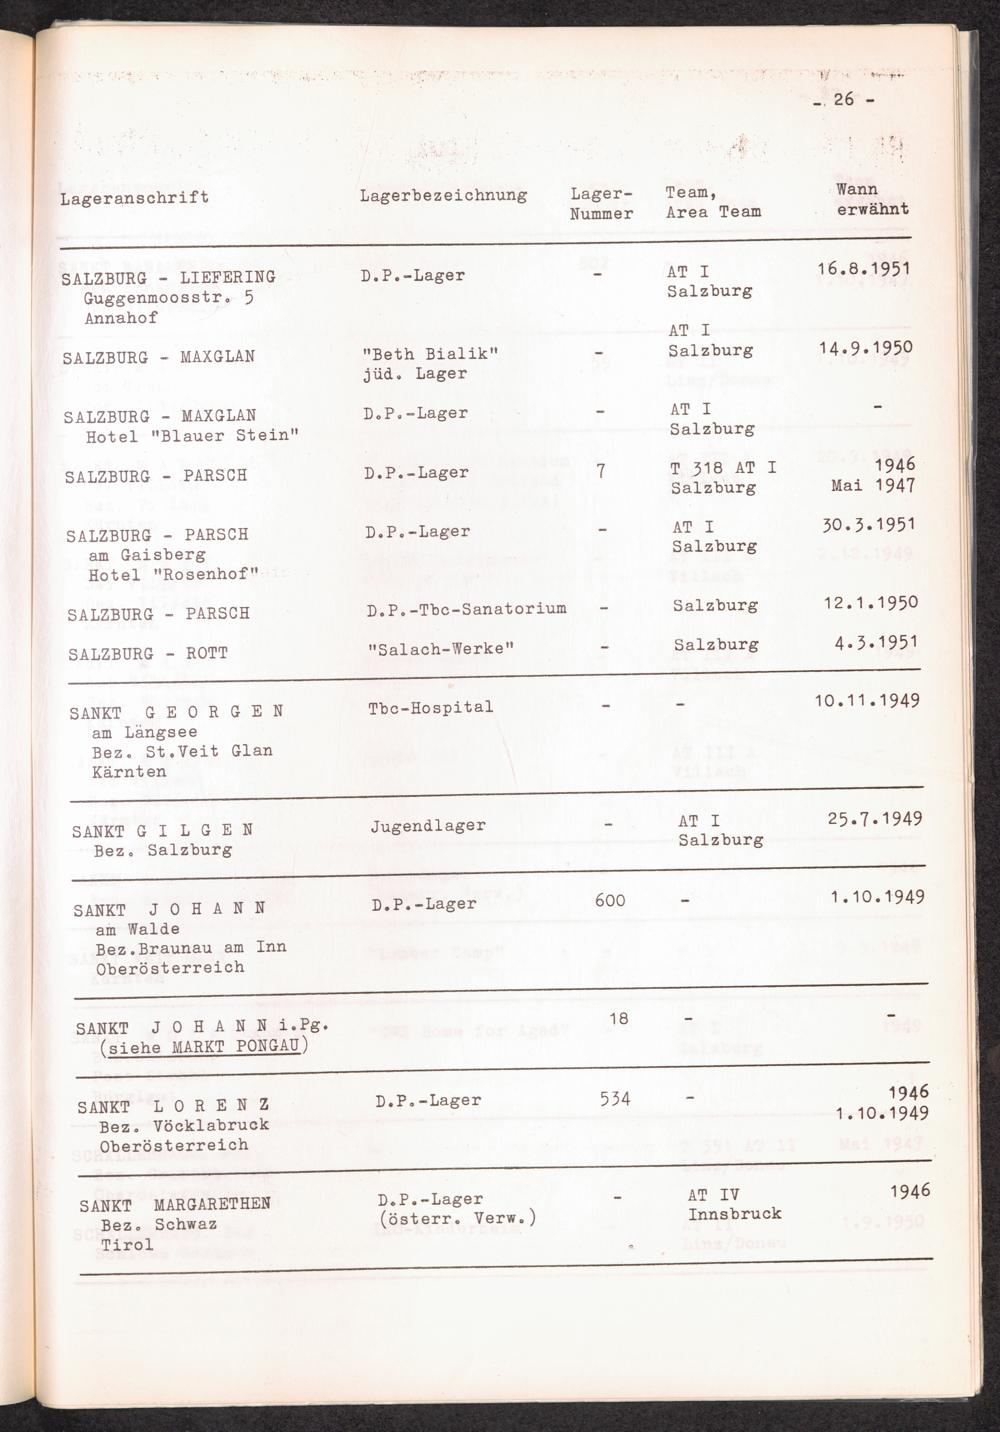 - 26 -
Lageranschrift Lagerbezeichnung Lager- Team, Wann
Nummer Area Team erwähnt
SALZBURG - LIEFERING D.P.-Lager - AT I 16.8.1951
Guggenmoosstr. 5 Salzburg
Annahof
AT I
SALZBURG - MAXGLAN "Beth Bialik" - Salzburg 14.9.1950
jüd. Lager
SALZBURG - MAXGLAN D.P.-Lager - AT I -
Hotel "Blauer Stein" Salzburg
SALZBURG - PARSCH D.P.-Lager 7 T 318 AT I 1946
Salzburg Mai 1947
SALZBURG - PARSCH D.P.-Lager - AT I 30.3.1951
am Gaisberg Salzburg
Hotel "Rosenhof"
SALZBURG - PARSCH D.P.-Tbc-Sanatorium - Salzburg 12.1.1950
SALZBURG - ROTT "Salach-Werke" - Salzburg 4.3.1951
SANKT G E O R G E N Tbc-Hospital - - 10.11.1949
am Längsee
Bez. St.Veit Glan
Kärnten
SANKT G I L G E N Jugendlager - AT I 25.7.1949
Bez. Salzburg Salzburg
SANKT J O H A N N D.P.-Lager 600 - 1.10.1949
am Walde
Bez.Braunau am Inn
Oberösterreich
SANKT J O H A N N i.Pg. 18 - -
(siehe MARKT PONGAU)
SANKT L O R E N Z D.P.-Lager 534 - 1946
Bez. Vöcklabruck 1.10.1949
Oberösterreich
SANKT MARGARETHEN D.P.-Lager - AT IV 1946
Bez. Schwaz (österr. Verw.) Innsbruck
Tirol